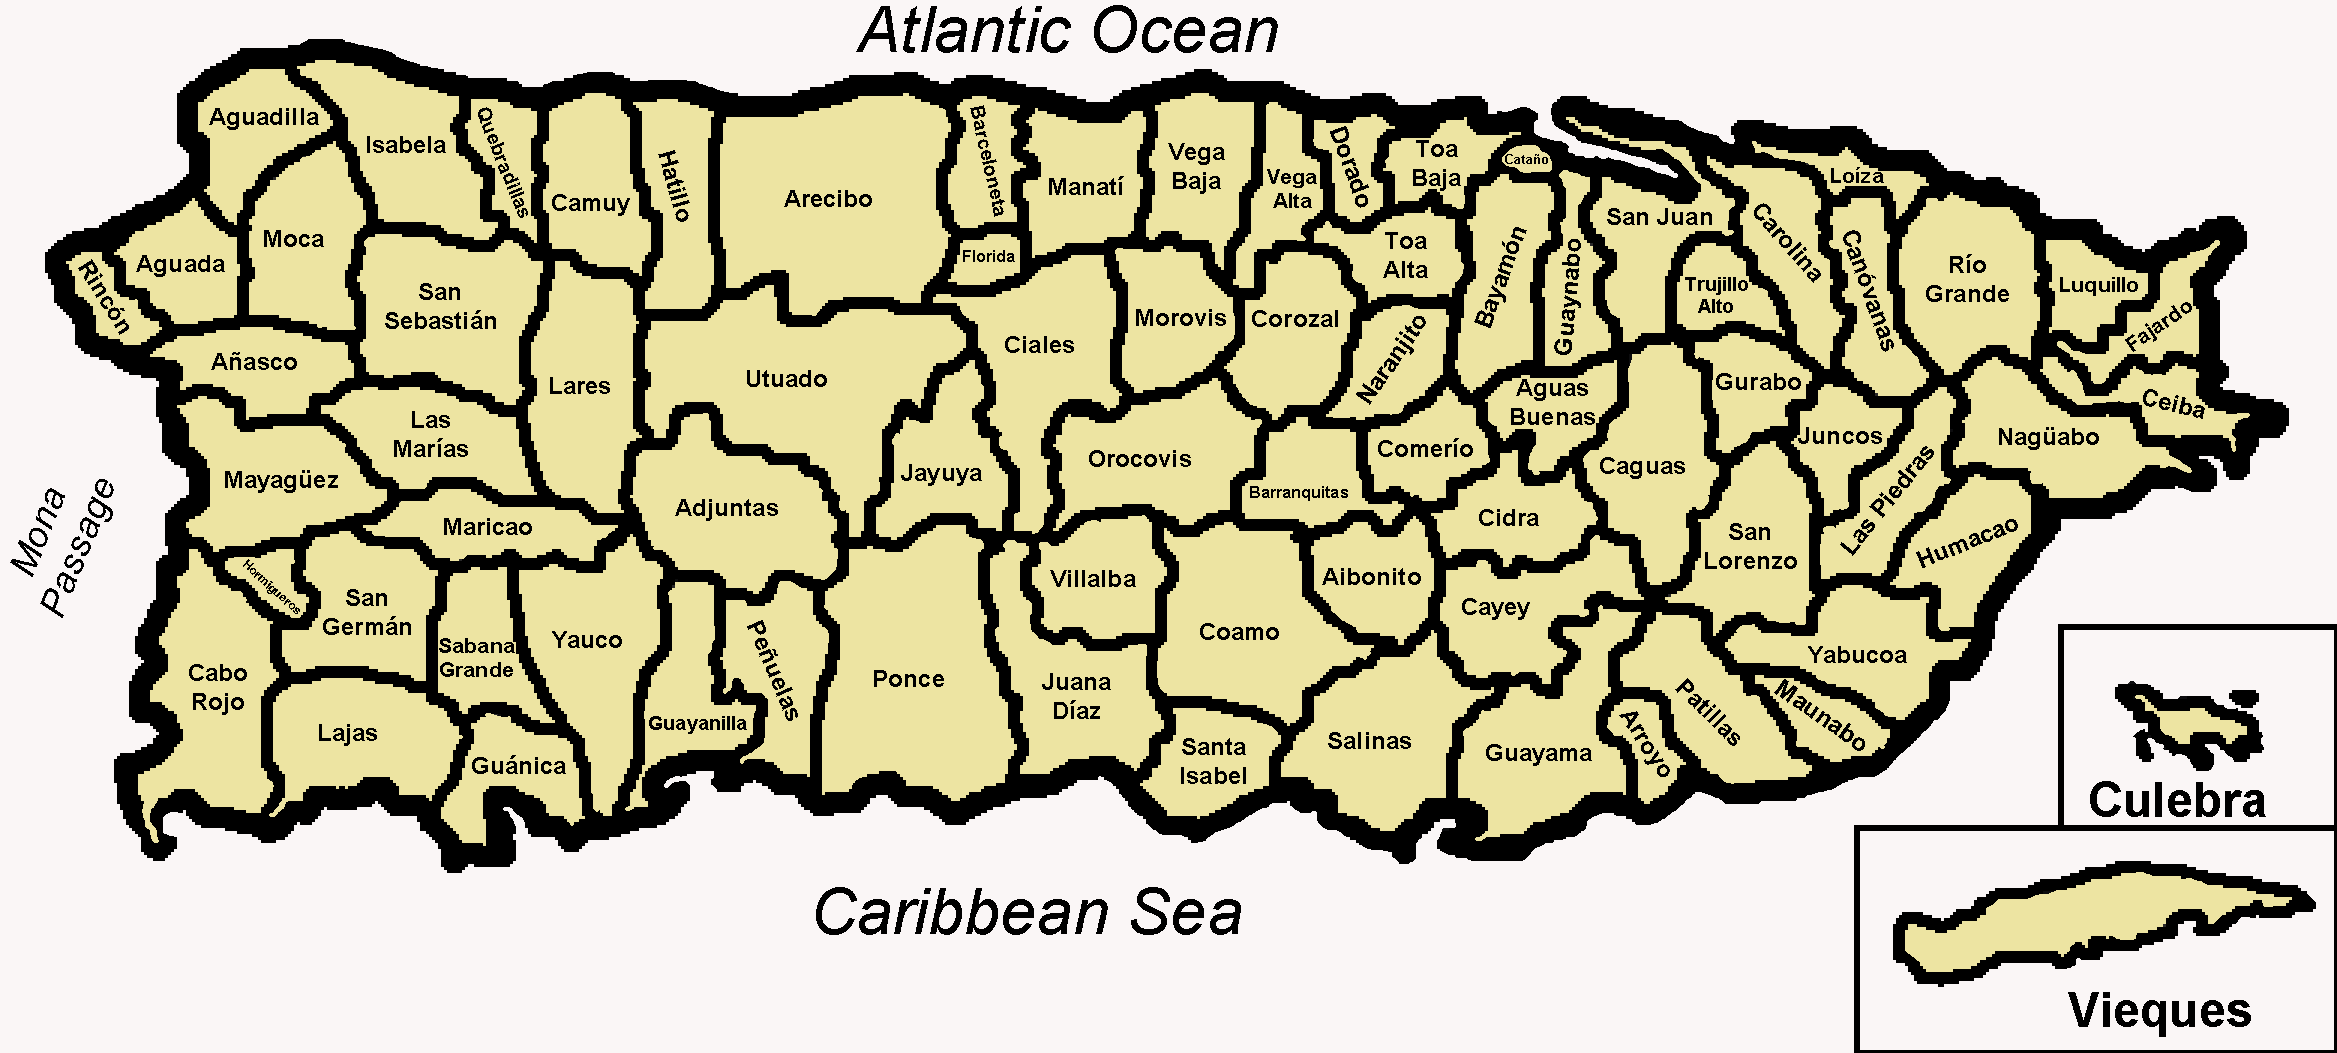 Atlantic Ocean
Aguadilla
Isabela
Quebradillas
Camuy
Hatillo
Arecibo
Barceloneta
Manatí
Vega
Baja
Vega
Alta
Dorado
Toa
Baja
Cataño
Loíza
San Juan
Carolina
Canóvanas
Río
Grande
Luquillo
Fajardo
Rincón
Aguada
Moca
San
Sebastián
Florida
Toa
Alta
Bayamón
Guaynabo
Trujillo
Alto
Añasco
Lares
Utuado
Ciales
Morovis
Corozal
Naranjito
Aguas
Buenas
Gurabo
Ceiba
Las
Marías
Mayagüez
Jayuya
Orocovis
Barranquitas
Comerío
Caguas
Juncos
Las Piedras
Nagüabo
Mona
Passage
Maricao
Adjuntas
Cidra
San
Lorenzo
Humacao
Hormigueros
San
Germán
Sabana
Grande
Yauco
Peñuelas
Villalba
Coamo
Aibonito
Cayey
Yabucoa
Cabo
Rojo
Lajas
Guánica
Guayanilla
Ponce
Juana
Díaz
Santa
Isabel
Salinas
Guayama
Arroyo
Patillas
Maunabo
Culebra
Caribbean Sea
Vieques